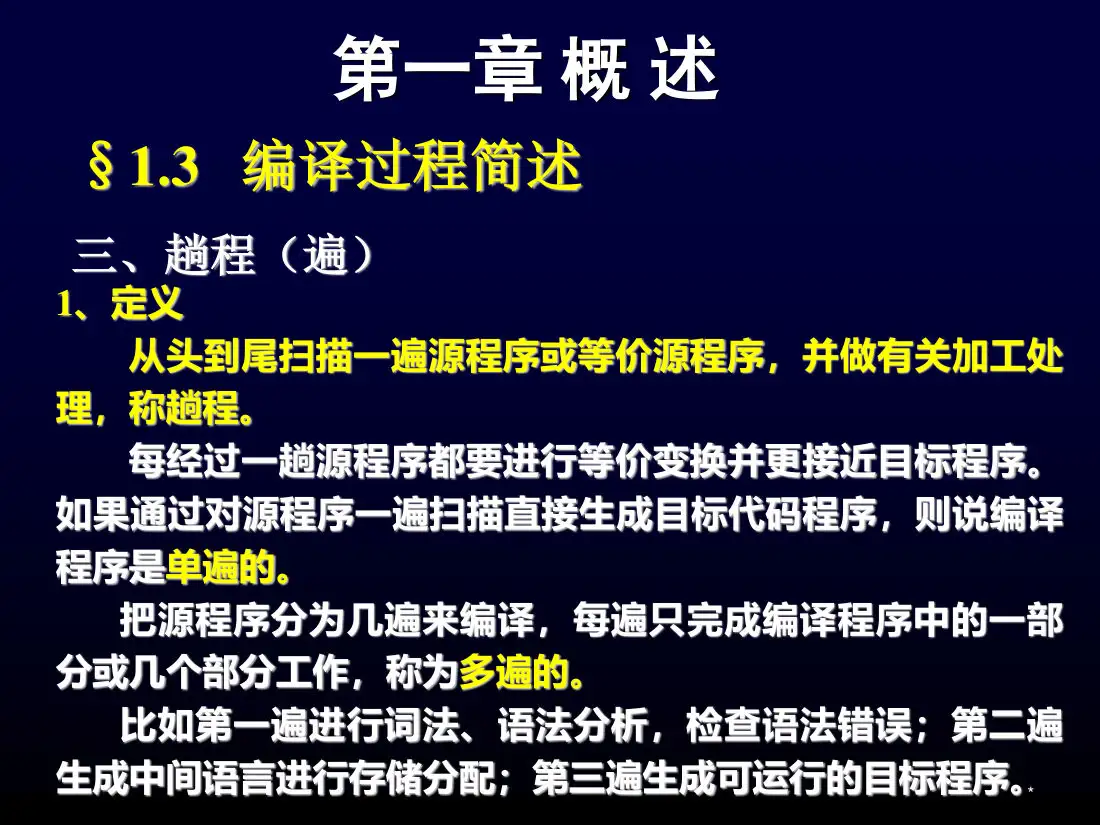 第一章 概 述
§1.3 编译过程简述
三、趟程（遍）
1、定义
从头到尾扫描一遍源程序或等价源程序，并做有关加工处
理，称趟程。
每经过一趟源程序都要进行等价变换并更接近目标程序。
如果通过对源程序一遍扫描直接生成目标代码程序，则说编译
程序是单遍的。
把源程序分为几遍来编译，每遍只完成编译程序中的一部
分或几个部分工作，称为多遍的。
比如第一遍进行词法、语法分析，检查语法错误；第二遍
生成中间语言进行存储分配；第三遍生成可运行的目标程序。*